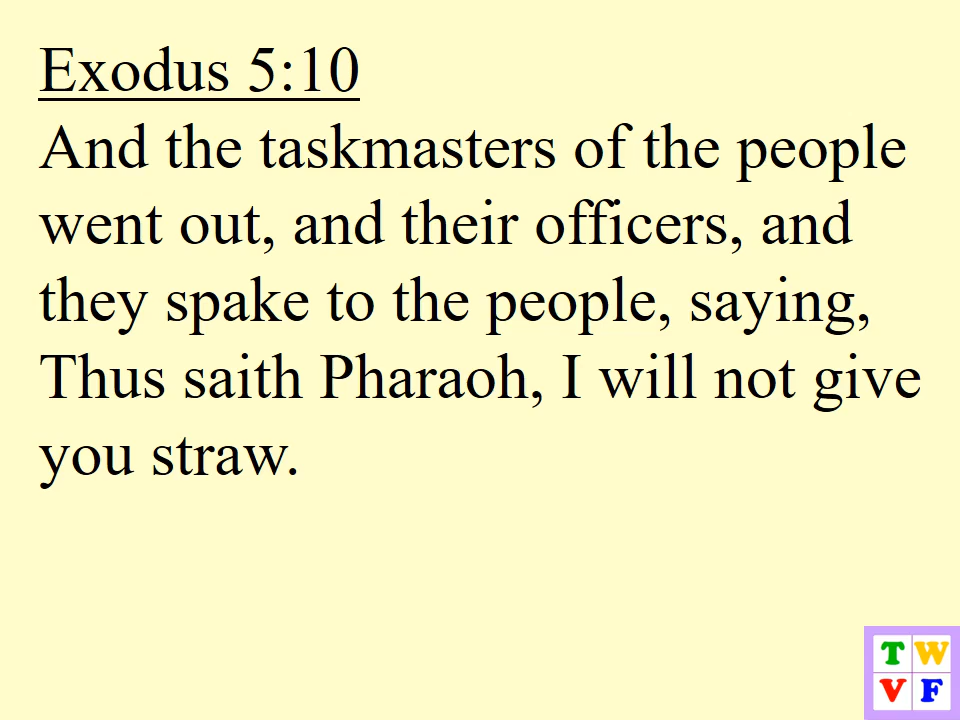 Exodus 5:10
And the taskmasters of the people
went out, and their officers, and
they spake to the people, saying,
Thus saith Pharaoh, I will not give
you straw.
T W
V F